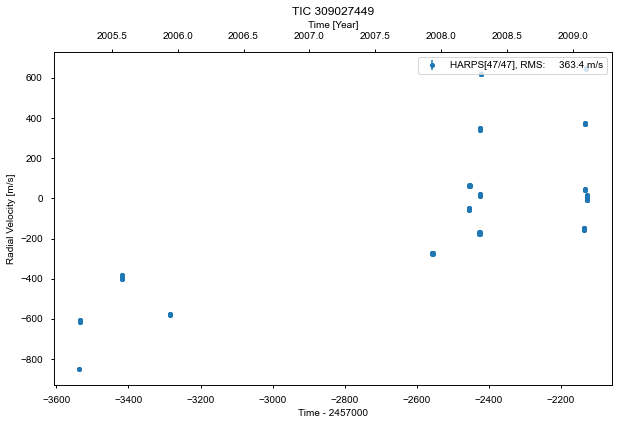 TIC 309027449
Time [Year]
2005.5 2006.0 2006.5 2007.0 2007.5 2008.0 2008.5 2009.0
HARPS[47/47], RMS: 363.4 m/s
600
400
200
0
−200
−400
−600
−800
Radial Velocity [m/s]
−3600 −3400 −3200 −3000 −2800 −2600 −2400 −2200
Time - 2457000